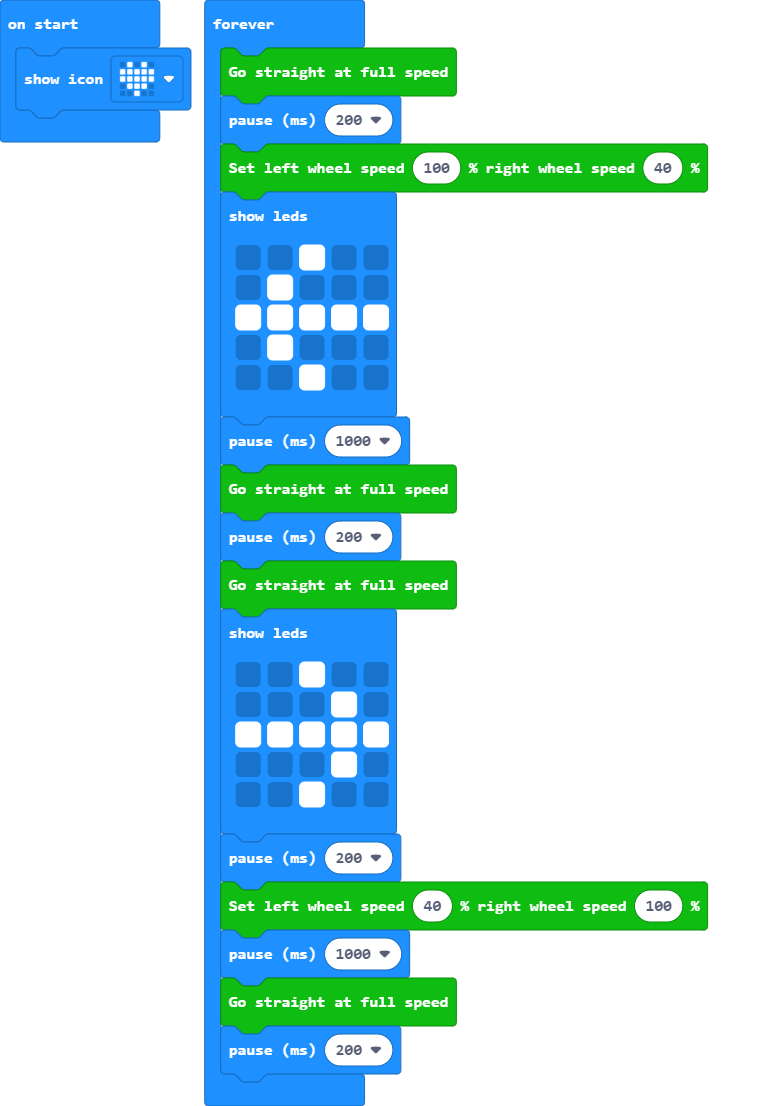 on start
show icon
forever
Go straight at full speed
pause (ms) 200
Set left wheel speed 100 % right wheel speed 40 %
show leds
pause (ms) 1000
Go straight at full speed
pause (ms) 200
Go straight at full speed
show leds
pause (ms) 200
Set left wheel speed 40 % right wheel speed 100 %
pause (ms) 1000
Go straight at full speed
pause (ms) 200